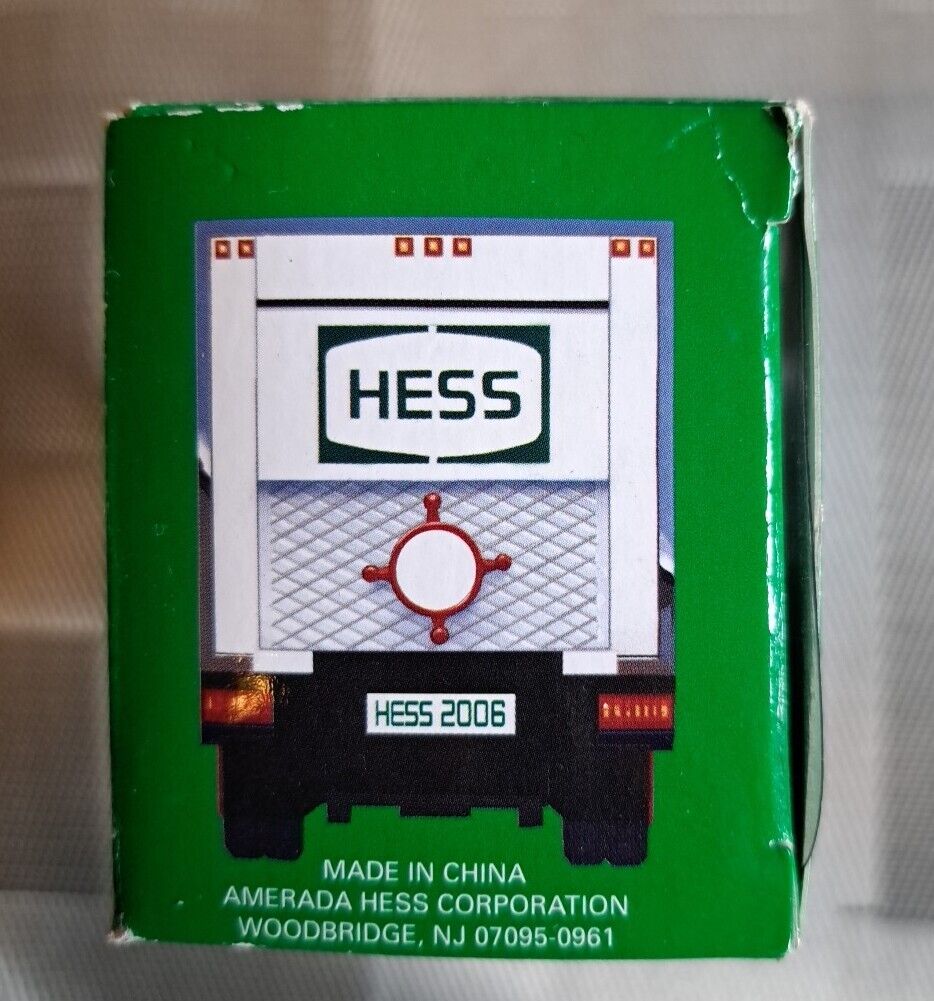 HESS
HESS 2006
MADE IN CHINA
AMERADA HESS CORPORATION
WOODBRIDGE, NJ 07095-0961